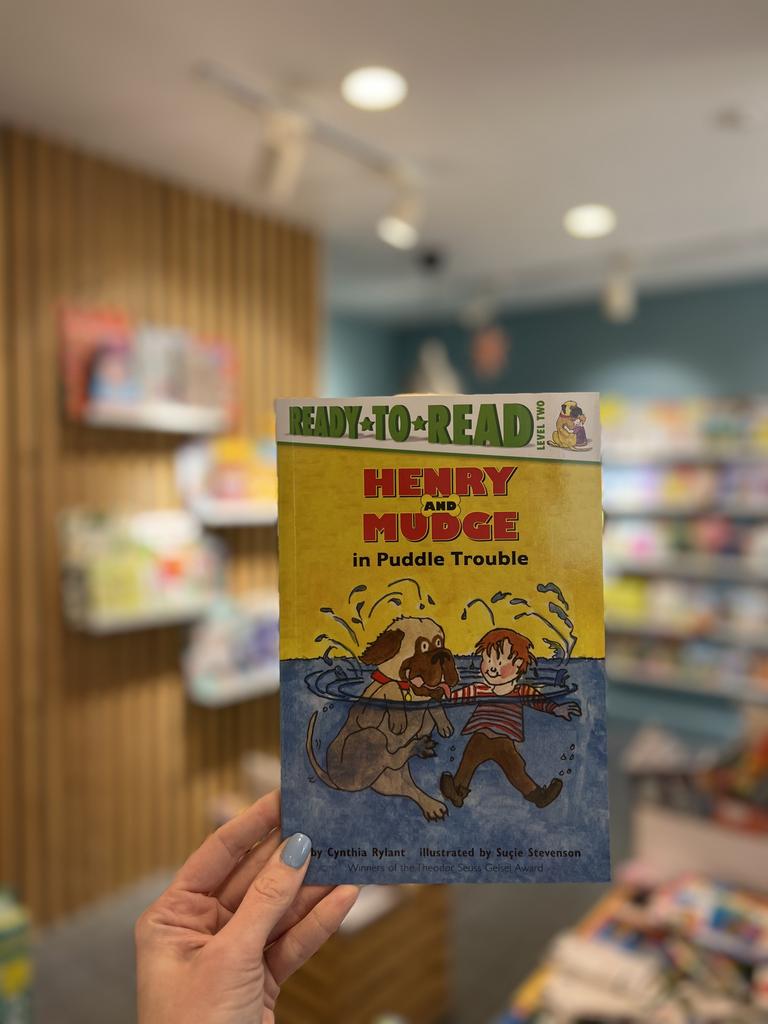 READY★TO★READ
LEVEL TWO
HENRY
AND
MUDGE
in Puddle Trouble
by Cynthia Rylant illustrated by Suçie Stevenson
Winners of the Theodor Seuss Geisel Award